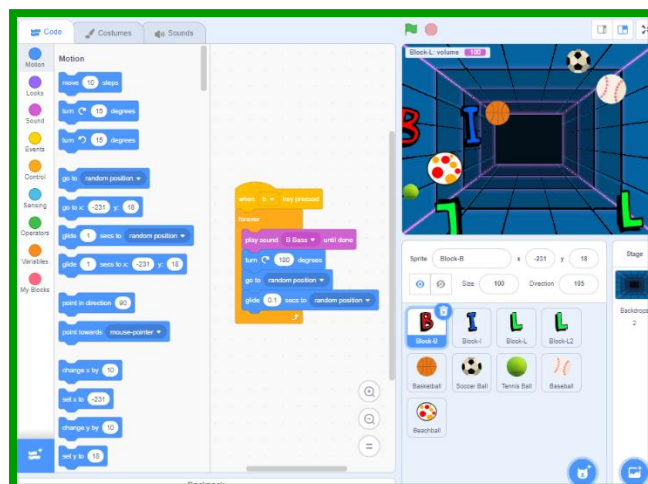 Code
Costumes
Sounds
Motion
Looks
Sound
Events
Control
Sensing
Operators
Variables
My Blocks
Motion
move 10 steps
turn 15 degrees
turn 15 degrees
go to random position
go to x: -231 y: 18
glide 1 secs to random position
glide 1 secs to x: -231 y: 18
point in direction 90
point towards mouse-pointer
change x by 10
set x to -231
change y by 10
set y to 18
when b key pressed
forever
play sound B Bass until done
turn 180 degrees
go to random position
glide 0.1 secs to random position
Block-L: volume 100
B
I
L
L
Sprite Block-B x -231 y 18
Size 100 Direction 105
B
I
L
L
Block-B
Block-I
Block-L
Block-L2
Basketball
Soccer Ball
Tennis Ball
Baseball
Beachball
Stage
Backdrops
2